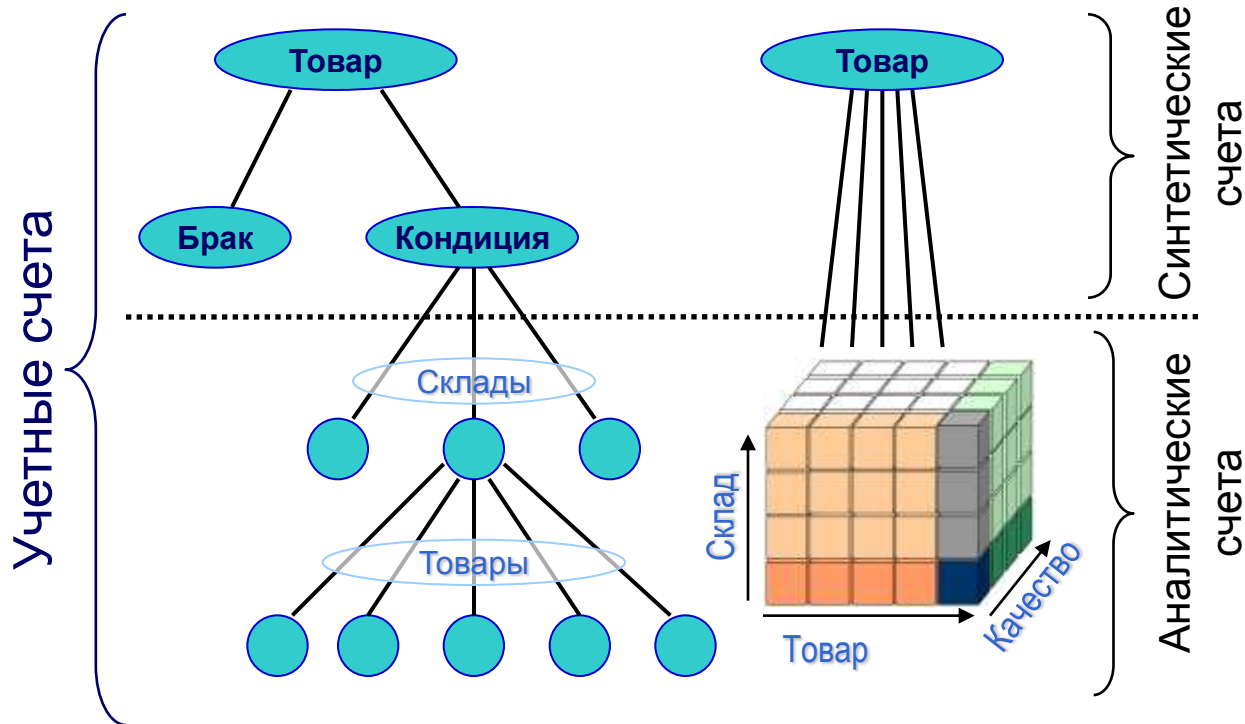 Учетные счета
Товар
Товар
Синтетические
счета
Брак
Кондиция
Склады
Товары
Склад
Товар
Качество
Аналитические
счета